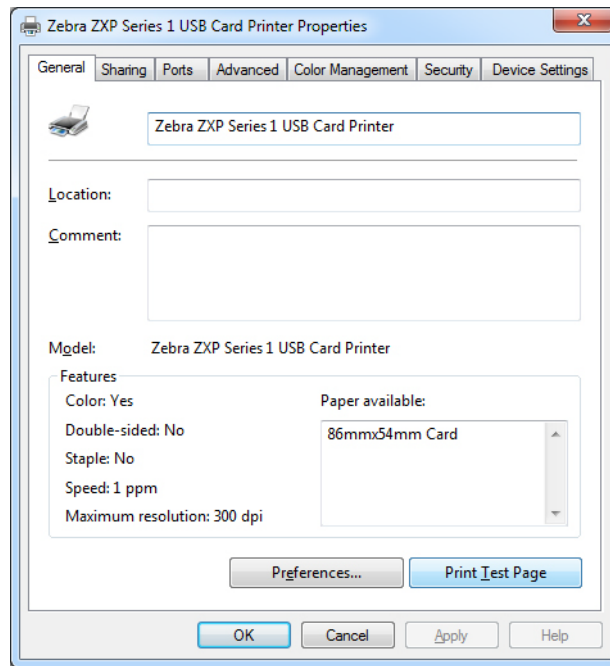 Zebra ZXP Series 1 USB Card Printer Properties
General Sharing Ports Advanced Color Management Security Device Settings
Zebra ZXP Series 1 USB Card Printer
Location:
Comment:
Model: Zebra ZXP Series 1 USB Card Printer
Features
Color: Yes Paper available:
Double-sided: No 86mmx54mm Card
Staple: No
Speed: 1 ppm
Maximum resolution: 300 dpi
Preferences... Print Test Page
OK Cancel Apply Help